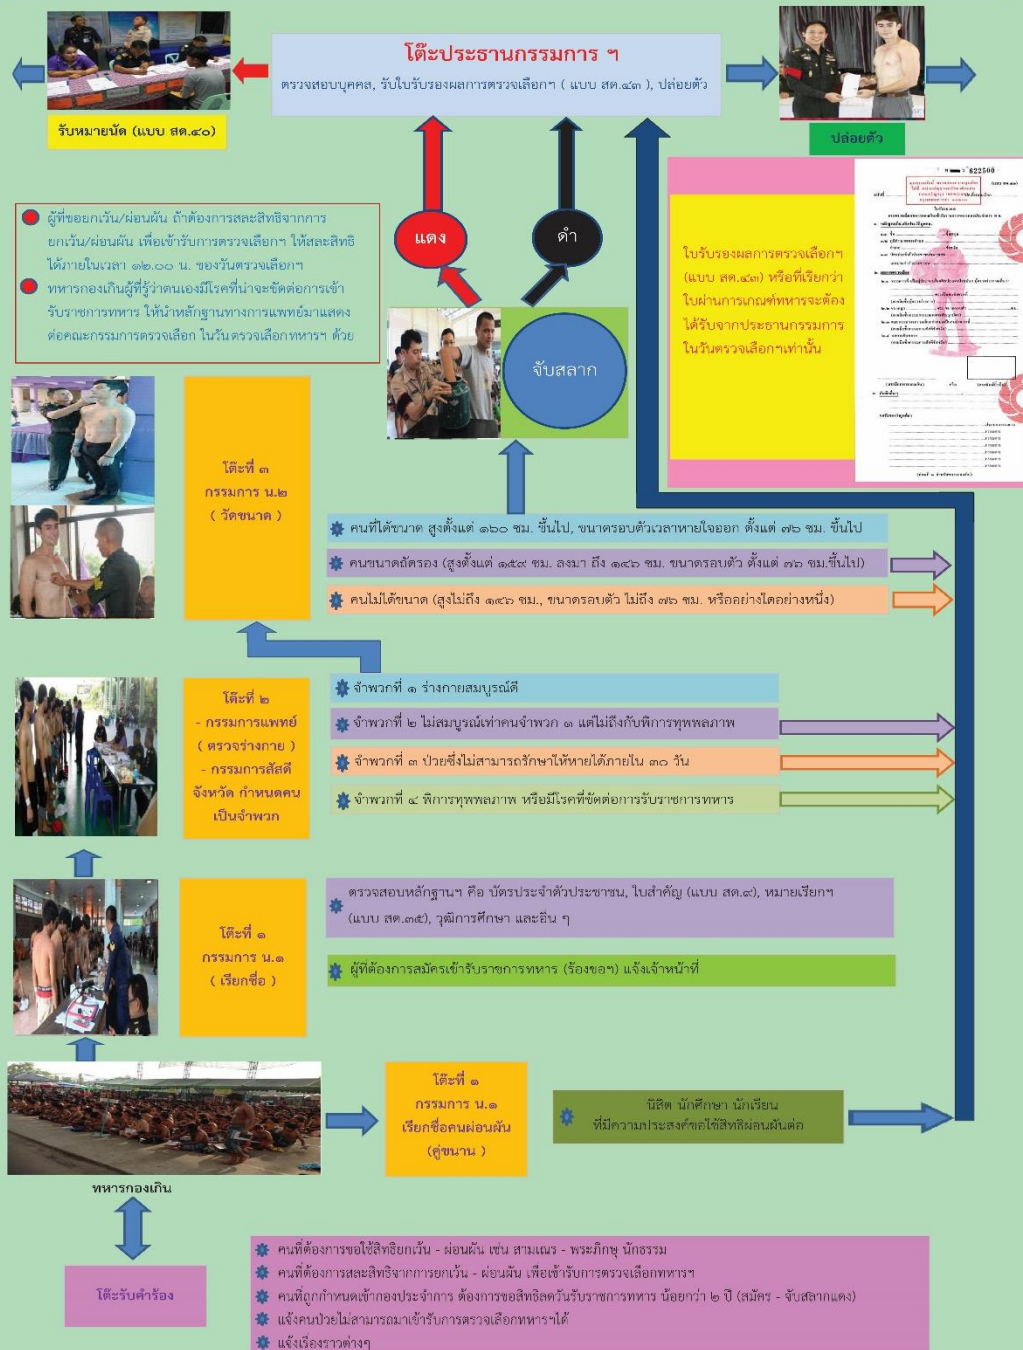 โต๊ะประธานกรรมการ ฯ
ตรวจสอบบุคคล, รับใบรับรองผลการตรวจเลือกฯ ( แบบ สด.๔๓ ), ปล่อยตัว
รับหมายนัด (แบบ สด.๔๐)
ปล่อยตัว
ผู้ที่ขอยกเว้น/ผ่อนผัน ถ้าต้องการสละสิทธิจากการ
ยกเว้น/ผ่อนผัน เพื่อเข้ารับการตรวจเลือกฯ ให้สละสิทธิ
ได้ภายในเวลา ๑๒.๐๐ น. ของวันตรวจเลือกฯ
ทหารกองเกินผู้ที่รู้ว่าตนเองมีโรคที่น่าจะขัดต่อการเข้า
รับราชการทหาร ให้นำหลักฐานทางการแพทย์มาแสดง
ต่อคณะกรรมการตรวจเลือก ในวันตรวจเลือกทหารฯ ด้วย
แดง
ดำ
จับสลาก
ใบรับรองผลการตรวจเลือกฯ
(แบบ สด.๔๓) หรือที่เรียกว่า
ใบผ่านการเกณฑ์ทหารจะต้อง
ได้รับจากประธานกรรมการ
ในวันตรวจเลือกฯเท่านั้น
822500
โต๊ะที่ ๓
กรรมการ น.๒
( วัดขนาด )
คนที่ได้ขนาด สูงตั้งแต่ ๑๖๐ ซม. ขึ้นไป, ขนาดรอบตัวเวลาหายใจออก ตั้งแต่ ๗๖ ซม. ขึ้นไป
คนขนาดถัดรอง (สูงตั้งแต่ ๑๕๙ ซม. ลงมา ถึง ๑๔๖ ซม. ขนาดรอบตัว ตั้งแต่ ๗๖ ซม.ขึ้นไป)
คนไม่ได้ขนาด (สูงไม่ถึง ๑๔๖ ซม., ขนาดรอบตัว ไม่ถึง ๗๖ ซม. หรืออย่างใดอย่างหนึ่ง)
โต๊ะที่ ๒
- กรรมการแพทย์
( ตรวจร่างกาย )
- กรรมการสัสดี
จังหวัด กำหนดคน
เป็นจำพวก
จำพวกที่ ๑ ร่างกายสมบูรณ์ดี
จำพวกที่ ๒ ไม่สมบูรณ์เท่าคนจำพวก ๑ แต่ไม่ถึงกับพิการทุพพลภาพ
จำพวกที่ ๓ ป่วยซึ่งไม่สามารถรักษาให้หายได้ภายใน ๓๐ วัน
จำพวกที่ ๔ พิการทุพพลภาพ หรือมีโรคที่ขัดต่อการรับราชการทหาร
โต๊ะที่ ๑
กรรมการ น.๑
( เรียกชื่อ )
ตรวจสอบหลักฐานฯ คือ บัตรประจำตัวประชาชน, ใบสำคัญ (แบบ สด.๙), หมายเรียกฯ
(แบบ สด.๓๕), วุฒิการศึกษา และอื่น ๆ
ผู้ที่ต้องการสมัครเข้ารับราชการทหาร (ร้องขอฯ) แจ้งเจ้าหน้าที่
ทหารกองเกิน
โต๊ะที่ ๑
กรรมการ น.๑
เรียกชื่อคนผ่อนผัน
(คู่ขนาน )
นิสิต นักศึกษา นักเรียน
ที่มีความประสงค์ขอใช้สิทธิผ่อนผันต่อ
โต๊ะรับคำร้อง
คนที่ต้องการขอใช้สิทธิยกเว้น - ผ่อนผัน เช่น สามเณร - พระภิกษุ นักธรรม
คนที่ต้องการสละสิทธิจากการยกเว้น - ผ่อนผัน เพื่อเข้ารับการตรวจเลือกทหารฯ
คนที่ถูกกำหนดเข้ากองประจำการ ต้องการขอสิทธิลดวันรับราชการทหาร น้อยกว่า ๒ ปี (สมัคร - จับสลากแดง)
แจ้งคนป่วยไม่สามารถมาเข้ารับการตรวจเลือกทหารฯได้
แจ้งเรื่องราวต่างๆ